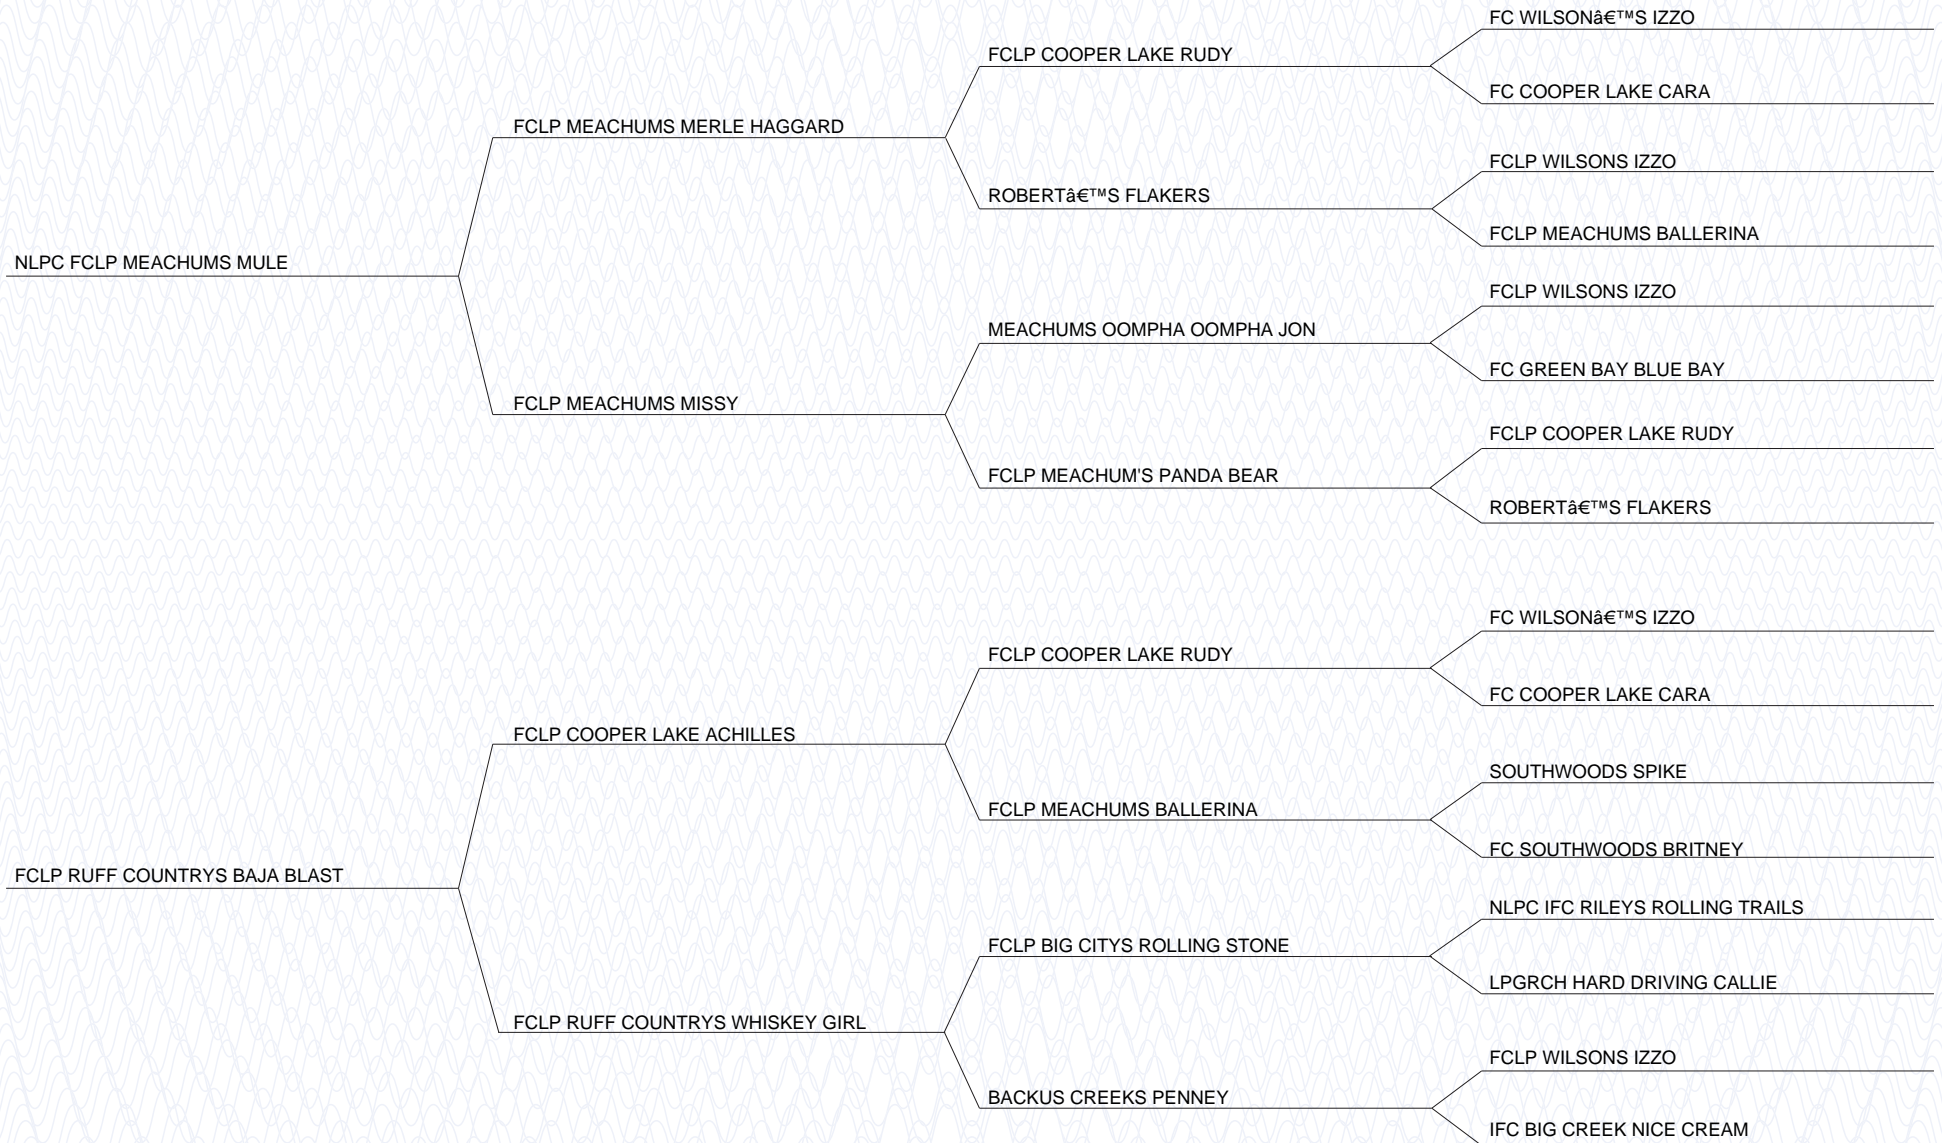 FC WILSONâ€™S IZZO
FCLP COOPER LAKE RUDY
FC COOPER LAKE CARA
FCLP MEACHUMS MERLE HAGGARD
FCLP WILSONS IZZO
ROBERTâ€™S FLAKERS
FCLP MEACHUMS BALLERINA
NLPC FCLP MEACHUMS MULE
FCLP WILSONS IZZO
MEACHUMS OOMPHA OOMPHA JON
FC GREEN BAY BLUE BAY
FCLP MEACHUMS MISSY
FCLP COOPER LAKE RUDY
FCLP MEACHUM'S PANDA BEAR
ROBERTâ€™S FLAKERS
FC WILSONâ€™S IZZO
FCLP COOPER LAKE RUDY
FC COOPER LAKE CARA
FCLP COOPER LAKE ACHILLES
SOUTHWOODS SPIKE
FCLP MEACHUMS BALLERINA
FC SOUTHWOODS BRITNEY
FCLP RUFF COUNTRYS BAJA BLAST
NLPC IFC RILEYS ROLLING TRAILS
FCLP BIG CITYS ROLLING STONE
LPGRCH HARD DRIVING CALLIE
FCLP RUFF COUNTRYS WHISKEY GIRL
FCLP WILSONS IZZO
BACKUS CREEKS PENNEY
IFC BIG CREEK NICE CREAM